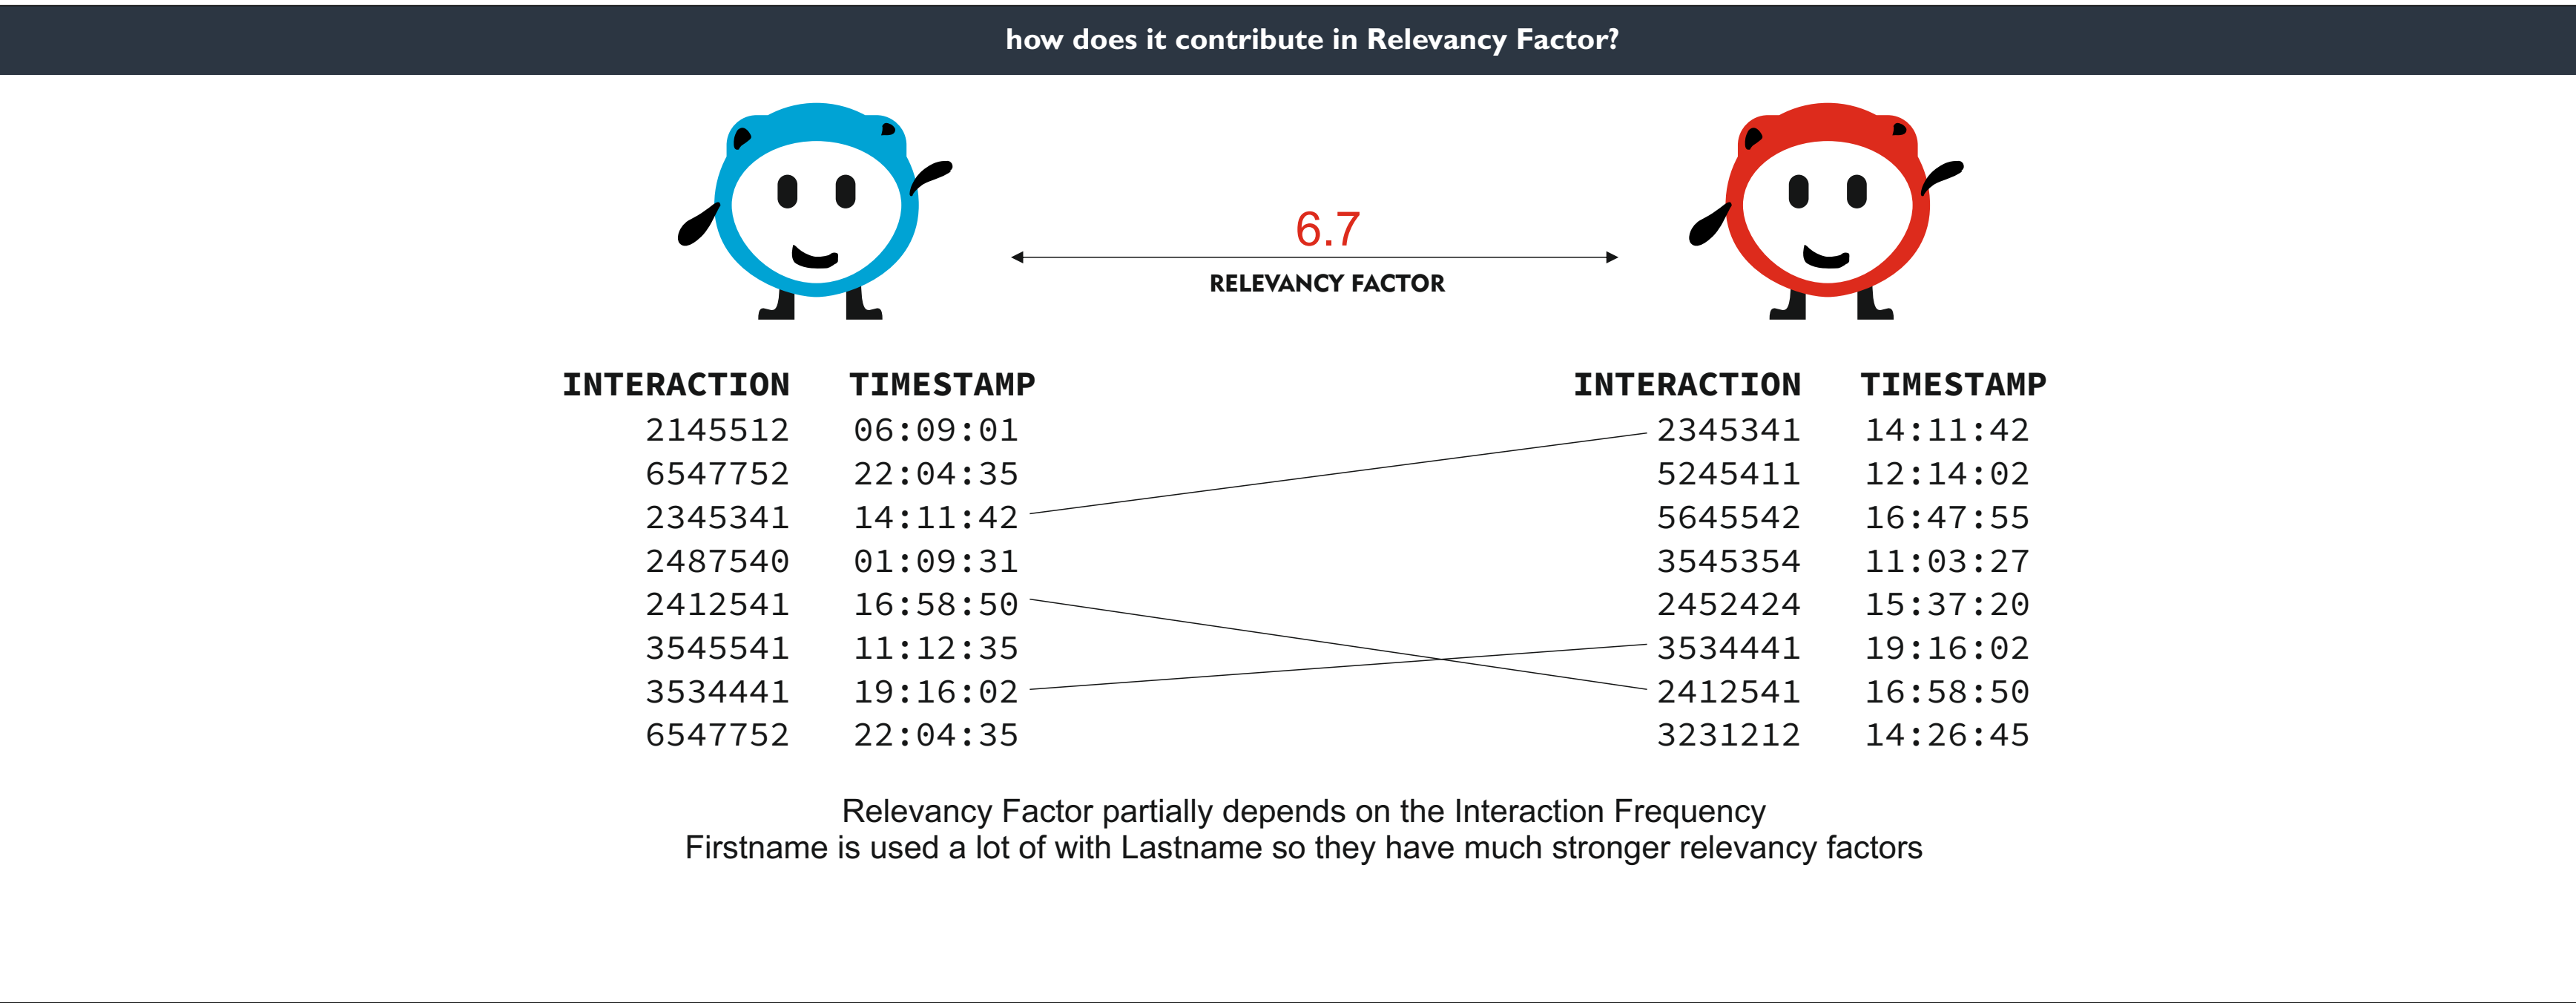 how does it contribute in Relevancy Factor?
6.7
RELEVANCY FACTOR
INTERACTION TIMESTAMP INTERACTION TIMESTAMP
2145512 06:09:01 2345341 14:11:42
6547752 22:04:35 5245411 12:14:02
2345341 14:11:42 5645542 16:47:55
2487540 01:09:31 3545354 11:03:27
2412541 16:58:50 2452424 15:37:20
3545541 11:12:35 3534441 19:16:02
3534441 19:16:02 2412541 16:58:50
6547752 22:04:35 3231212 14:26:45
Relevancy Factor partially depends on the Interaction Frequency
Firstname is used a lot of with Lastname so they have much stronger relevancy factors